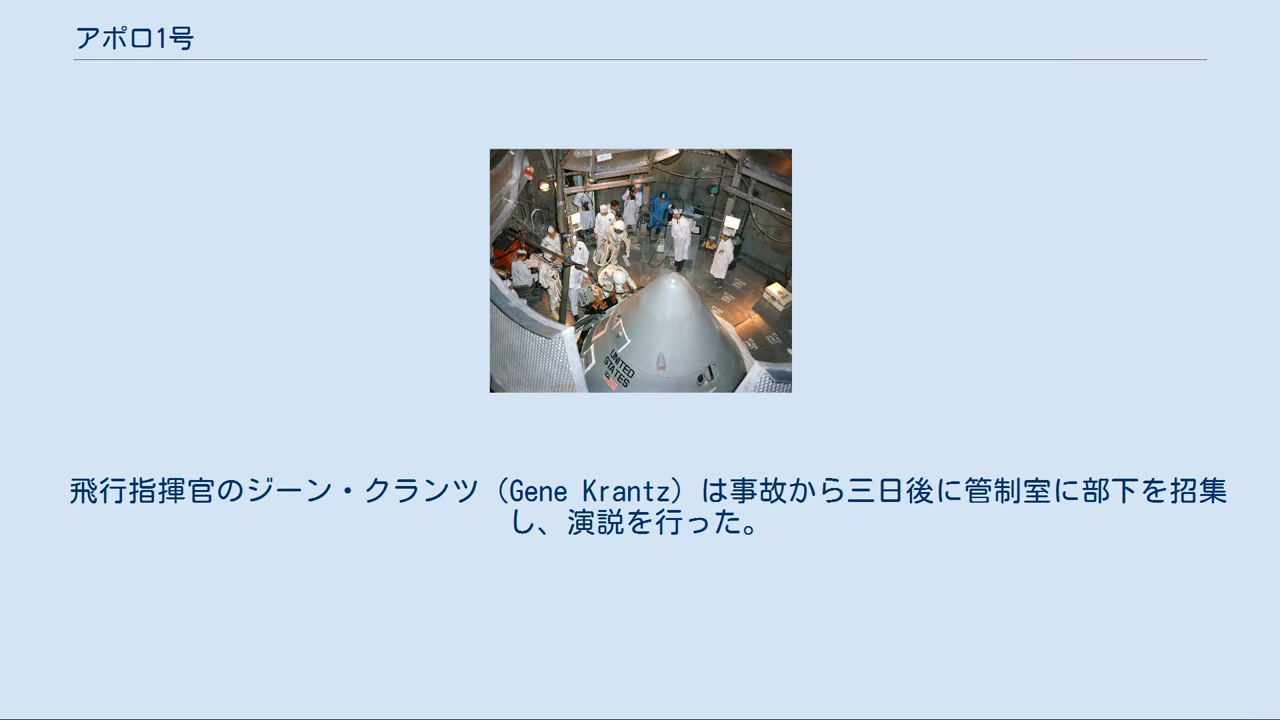 アポロ1号
UNITED
STATES
飛行指揮官のジーン・クランツ（Gene Krantz）は事故から三日後に管制室に部下を招集
し、演説を行った。